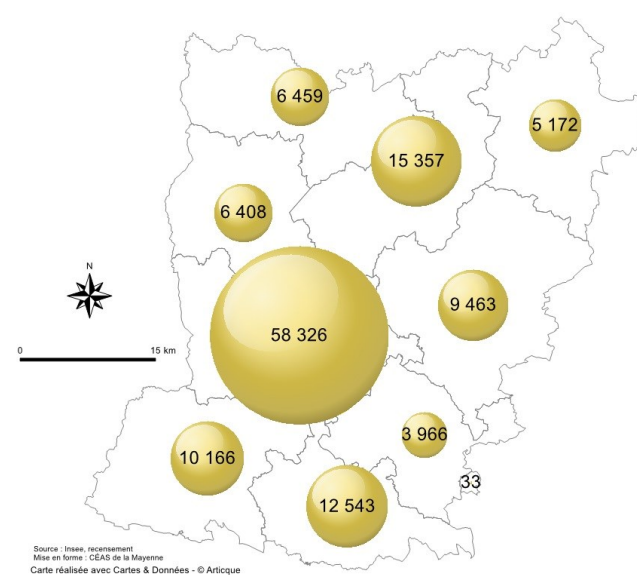 6 459
5 172
15 357
6 408
N
9 463
58 326
0 15 km
3 966
10 166
33
12 543
Source : Insee, recensement
Mise en forme : CÉAS de la Mayenne
Carte réalisée avec Cartes & Données - © Articque